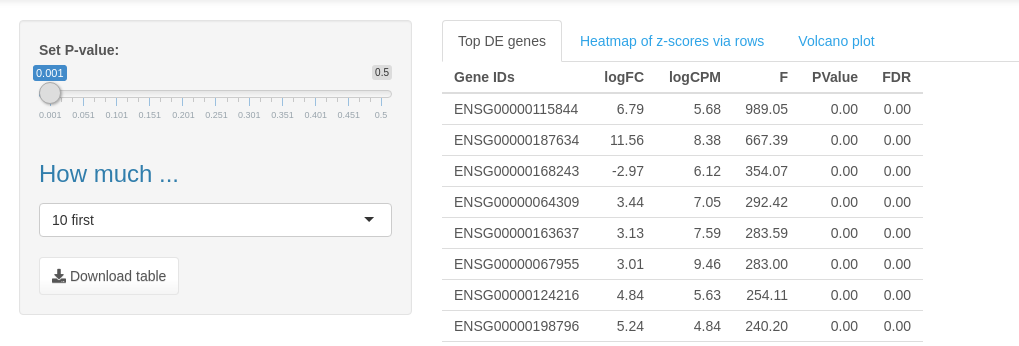 Set P-value:
0.001 0.5
0.001 0.051 0.101 0.151 0.201 0.251 0.301 0.351 0.401 0.451 0.5
How much ...
10 first
Download table
Top DE genes Heatmap of z-scores via rows Volcano plot
Gene IDs logFC logCPM F PValue FDR
ENSG00000115844 6.79 5.68 989.05 0.00 0.00
ENSG00000187634 11.56 8.38 667.39 0.00 0.00
ENSG00000168243 -2.97 6.12 354.07 0.00 0.00
ENSG00000064309 3.44 7.05 292.42 0.00 0.00
ENSG00000163637 3.13 7.59 283.59 0.00 0.00
ENSG00000067955 3.01 9.46 283.00 0.00 0.00
ENSG00000124216 4.84 5.63 254.11 0.00 0.00
ENSG00000198796 5.24 4.84 240.20 0.00 0.00